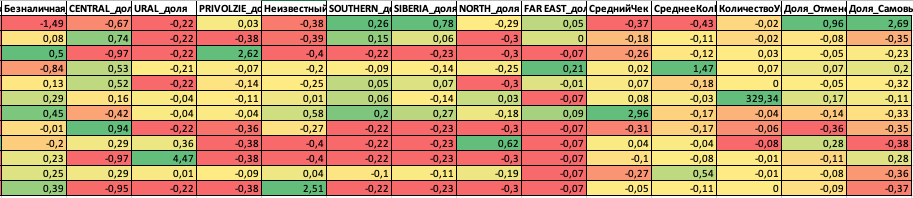 Безналичная CENTRAL_доля URAL_доля PRIVOLZIE_до Неизвестный SOUTHERN_д SIBERIA_доля NORTH_доля FAR EAST_дол СреднийЧек СреднееКоли КоличествоУ Доля_Отмен Доля_Самовы
-1,49 -0,67 -0,22 0,03 -0,38 0,26 0,78 -0,29 0,05 -0,37 -0,43 -0,02 0,96 2,69
0,08 0,74 -0,22 -0,38 -0,39 0,15 0,06 -0,3 0 -0,18 -0,11 -0,02 -0,04 -0,35
0,5 -0,97 -0,22 2,62 -0,4 -0,22 -0,23 -0,3 -0,07 -0,26 -0,12 0,03 -0,05 -0,23
-0,84 0,53 -0,21 -0,07 -0,2 -0,09 -0,14 -0,25 0,21 0,02 1,47 0,07 0,07 0,2
0,13 0,52 -0,22 -0,14 -0,25 0,05 0,07 -0,3 -0,01 0,07 -0,18 0 -0,05 -0,32
0,29 0,16 -0,04 -0,11 0,01 0,06 -0,14 0,03 -0,07 0,08 -0,03 329,34 0,17 -0,11
0,45 -0,42 -0,04 -0,04 0,58 0,2 0,27 -0,18 0,09 2,96 -0,17 -0,04 -0,14 -0,33
-0,01 0,94 -0,22 -0,36 -0,27 -0,22 -0,23 -0,3 -0,07 -0,31 -0,17 -0,06 -0,36 -0,35
-0,2 0,29 0,36 -0,38 -0,4 -0,22 -0,23 0,62 -0,07 0,04 -0,04 -0,08 0,28 -0,38
0,23 -0,97 4,47 -0,38 -0,4 -0,22 -0,23 -0,3 -0,07 -0,1 -0,08 -0,01 -0,11 0,28
0,25 0,29 0,01 -0,09 0,04 -0,1 -0,11 -0,19 -0,07 -0,27 0,54 -0,01 -0,08 -0,36
0,39 -0,95 -0,22 -0,38 2,51 -0,22 -0,23 -0,3 -0,07 -0,05 -0,11 0 -0,09 -0,37